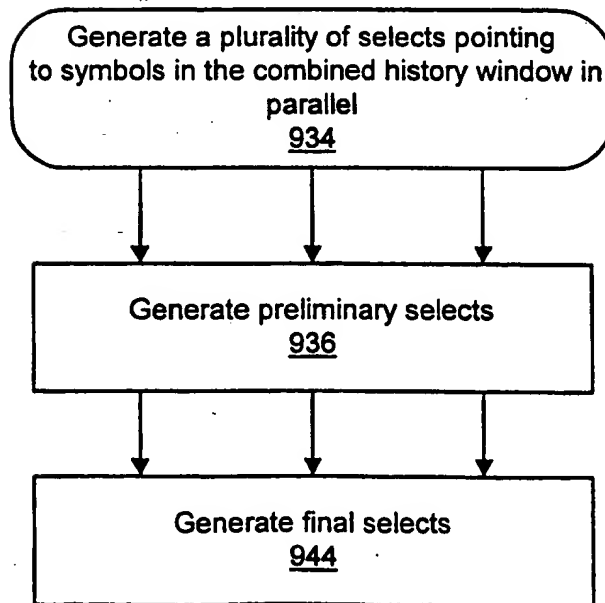 Generate a plurality of selects pointing
to symbols in the combined history window in
parallel
934
Generate preliminary selects
936
Generate final selects
944